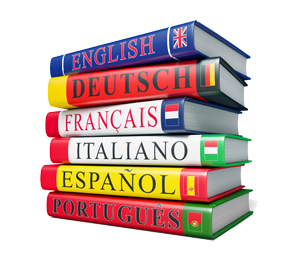 ENGLISH
DEUTSCH
FRANÇAIS
ITALIANO
ESPAÑOL
PORTUGUÊS